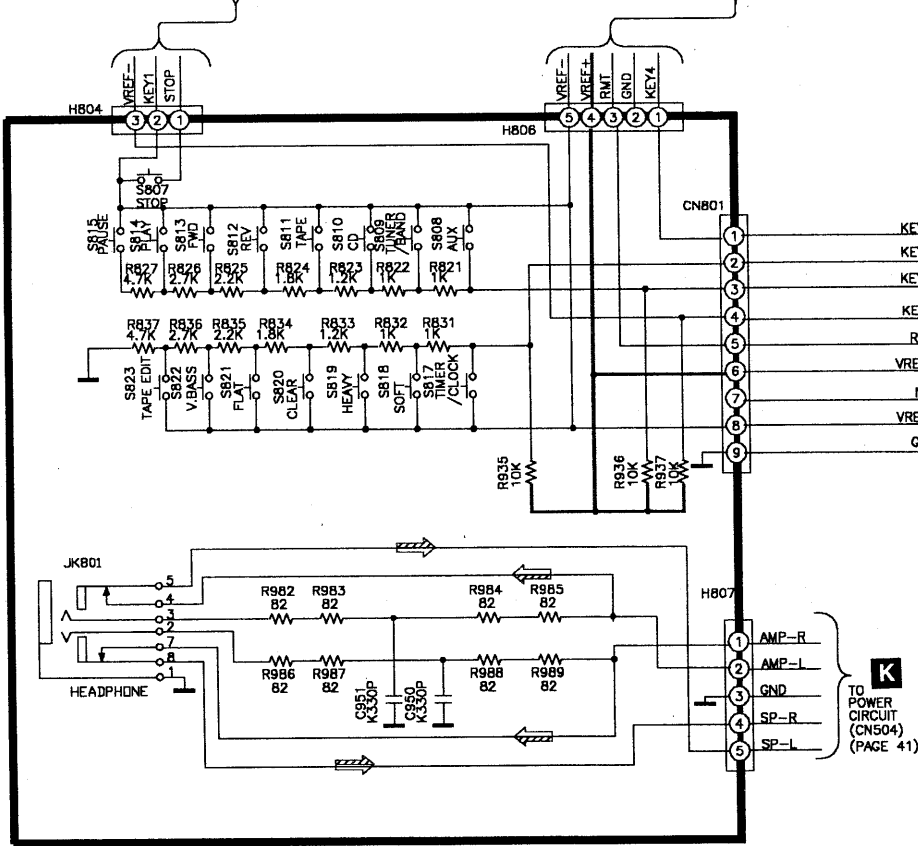 VREF-
KEY1
STOP
VREF-
VREF+
RMT
GND
KEY4
H804
3 2 1
H806
5 4 3 2 1
S807
STOP
CN801
S815
PAUSE
S814
PLAY
S813
FWD
S812
REV
S811
TAPE
S810
CD
S809
TUNER
/BAND
S808
AUX
R827
4.7K
R826
2.7K
R825
2.2K
R824
1.8K
R823
1.2K
R822
1K
R821
1K
R837
4.7K
R836
2.7K
R835
2.2K
R834
1.8K
R833
1.2K
R832
1K
R831
1K
S823
TAPE EDIT
S822
V.BASS
S821
FLAT
S820
CLEAR
S819
HEAVY
S818
SOFT
S817
TIMER
/CLOCK
1
2
3
4
5
6
7
8
9
KE
KE
KE
KE
R
VRE
VRE
R935
10K
R936
10K
R937
10K
JK801
5
4
3
2
7
8
1
HEADPHONE
R982
82
R983
82
R984
82
R985
82
R986
82
R987
82
R988
82
R989
82
C951
K330P
C950
K330P
H807
1 AMP-R
2 AMP-L
3 GND
4 SP-R
5 SP-L
K
TO
POWER
CIRCUIT
(CN504)
(PAGE 41)